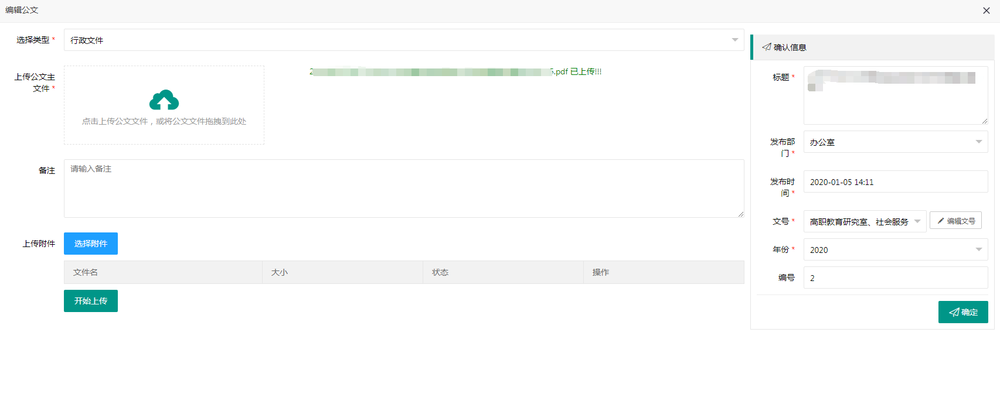 编辑公文
选择类型 *
行政文件
上传公文主
文件 *
点击上传公文文件，或将公文文件拖拽到此处
.pdf 已上传!!!
备注
请输入备注
上传附件
选择附件
文件名
大小
状态
操作
开始上传
确认信息
标题 *
发布部
门 *
办公室
发布时
间 *
2020-01-05 14:11
文号 *
高职教育研究室、社会服务
编辑文号
年份 *
2020
编号
2
确定